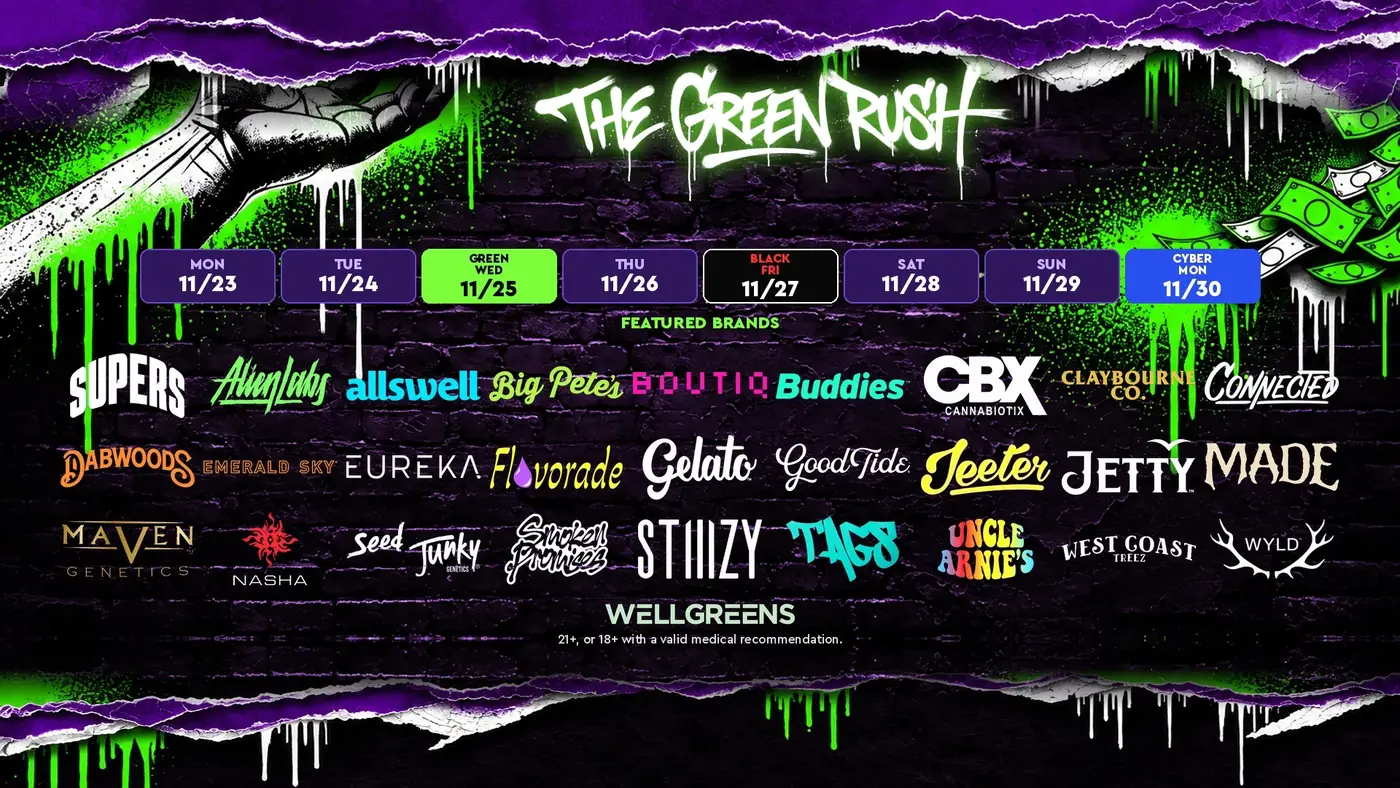 THE GREEN RUSH
MON
11/23
TUE
11/24
GREEN
WED
11/25
THU
11/26
BLACK
FRI
11/27
SAT
11/28
SUN
11/29
CYBER
MON
11/30
FEATURED BRANDS
SUPERS
Alien Labs
allswell
Big Pete's
BOUTIQ
Buddies
CBX
CANNABIOTIX
CLAYBOURNE
CO.
CONNECTED
DABWOODS
EMERALD SKY
EUREKA
Flavorade
Gelato
Good Tide
Jeeter
JETTY
MADE
MAVEN
GENETICS
NASHA
Seed
Junky
GENETICS
Smoken
Promises
STIIIZY
TAGS
UNCLE
ARNIE'S
WEST COAST
TREEZ
WYLD
WELLGREENS
21+, or 18+ with a valid medical recommendation.